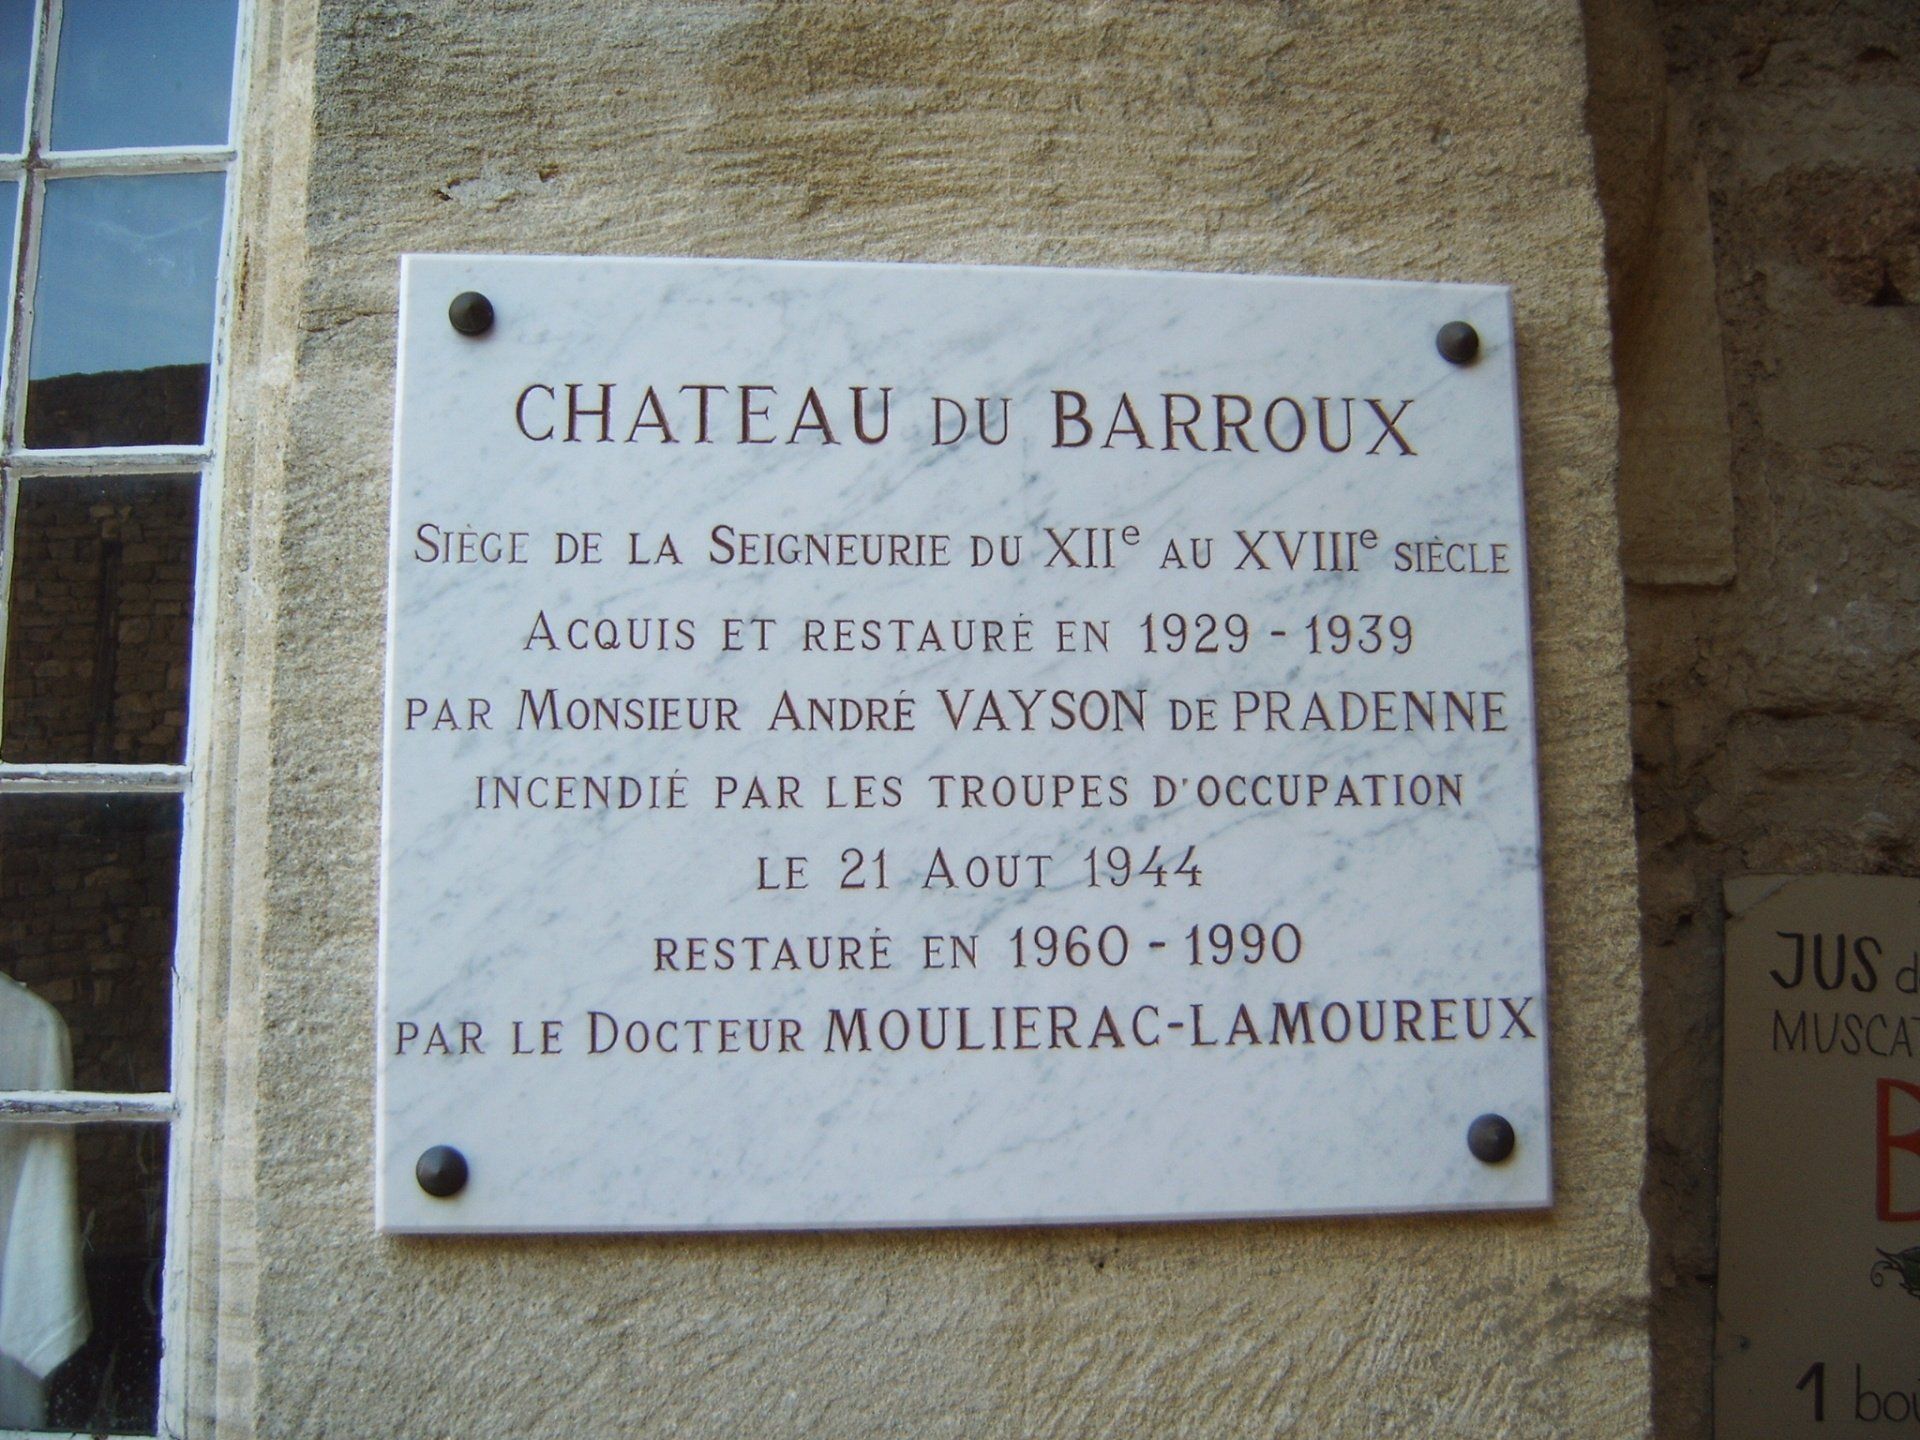 CHATEAU DU BARROUX
SIÈGE DE LA SEIGNEURIE DU XIIe AU XVIIIe SIÈCLE
ACQUIS ET RESTAURÉ EN 1929 - 1939
PAR MONSIEUR ANDRÉ VAYSON DE PRADENNE
INCENDIÉ PAR LES TROUPES D'OCCUPATION
LE 21 AOUT 1944
RESTAURÉ EN 1960 - 1990
PAR LE DOCTEUR MOULIERAC-LAMOUREUX
JUS
1